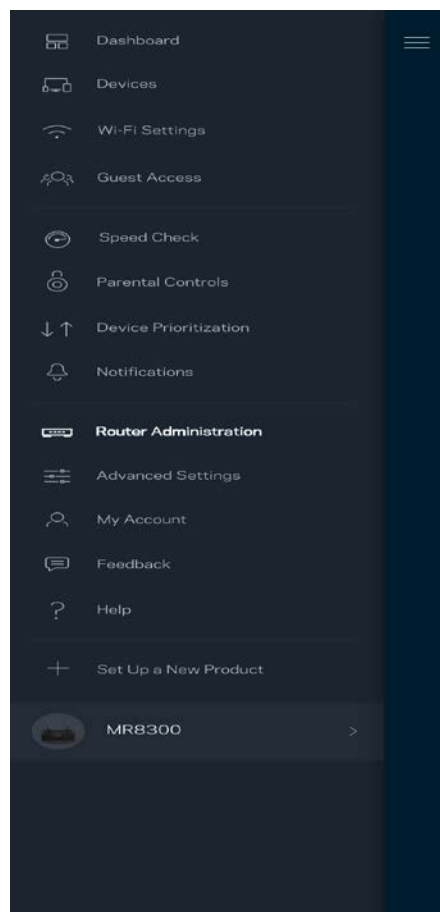 Dashboard
Devices
Wi-Fi Settings
Guest Access
Speed Check
Parental Controls
Device Prioritization
Notifications
Router Administration
Advanced Settings
My Account
Feedback
Help
Set Up a New Product
MR8300